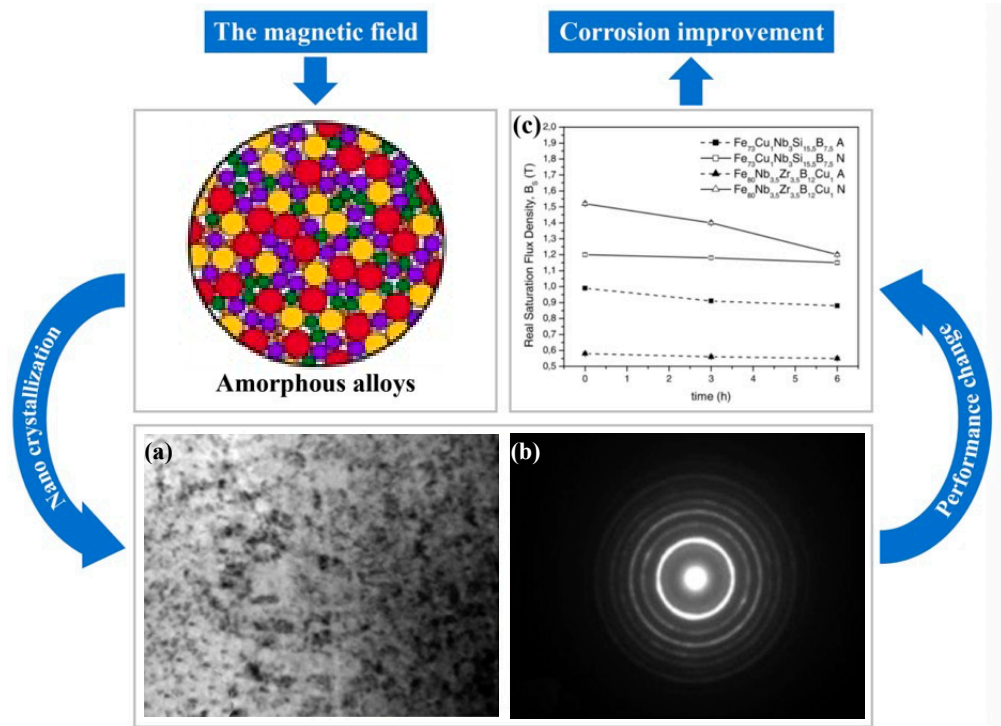 The magnetic field
Corrosion improvement
Amorphous alloys
(c)
Real Saturation Flux Density, Bₛ (T)
2,0
1,9
1,8
1,7
1,6
1,5
1,4
1,3
1,2
1,1
1,0
0,9
0,8
0,7
0,6
0,5
0 1 2 3 4 5 6
time (h)
Fe₇₃Cu₁Nb₃Si₁₅,₅B₇,₅ A
Fe₇₃Cu₁Nb₃Si₁₅,₅B₇,₅ N
Fe₈₀Nb₃,₅Zr₃,₅B₁₂Cu₁ A
Fe₈₀Nb₃,₅Zr₃,₅B₁₂Cu₁ N
Nano crystallization
Performance change
(a)
(b)